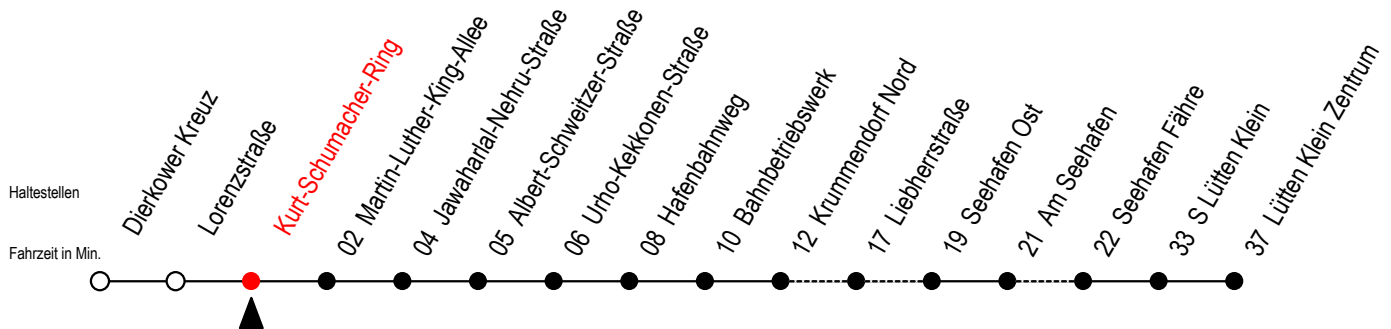 Haltestellen
Fahrzeit in Min.
Dierkower Kreuz
Lorenzstraße
Kurt-Schumacher-Ring
02 Martin-Luther-King-Allee
04 Jawaharlal-Nehru-Straße
05 Albert-Schweitzer-Straße
06 Urho-Kekkonen-Straße
08 Hafenbahnweg
10 Bahnbetriebswerk
12 Krummendorf Nord
17 Liebherrstraße
19 Seehafen Ost
21 Am Seehafen
22 Seehafen Fähre
33 S Lütten Klein
37 Lütten Klein Zentrum